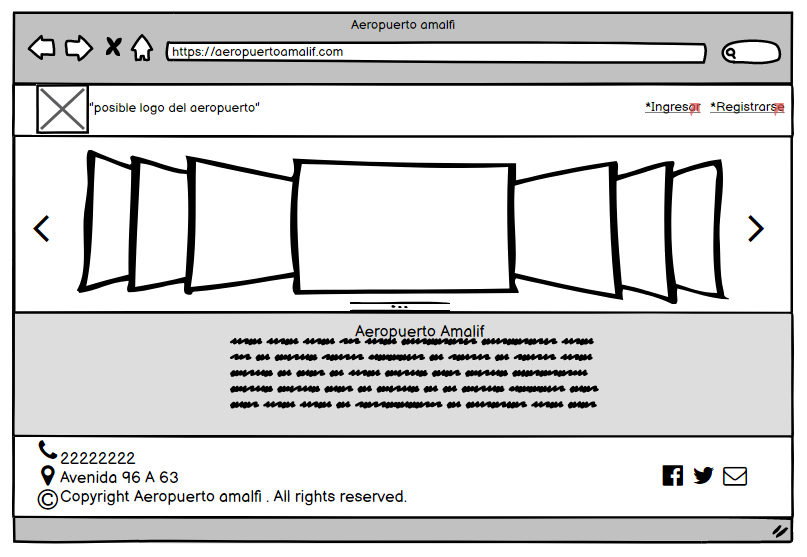 Aeropuerto amalfi
https://aeropuertoamalif.com
"posible logo del aeropuerto"
*Ingresar *Registrarse
Aeropuerto Amalif
22222222
Avenida 96 A 63
© Copyright Aeropuerto amalfi . All rights reserved.